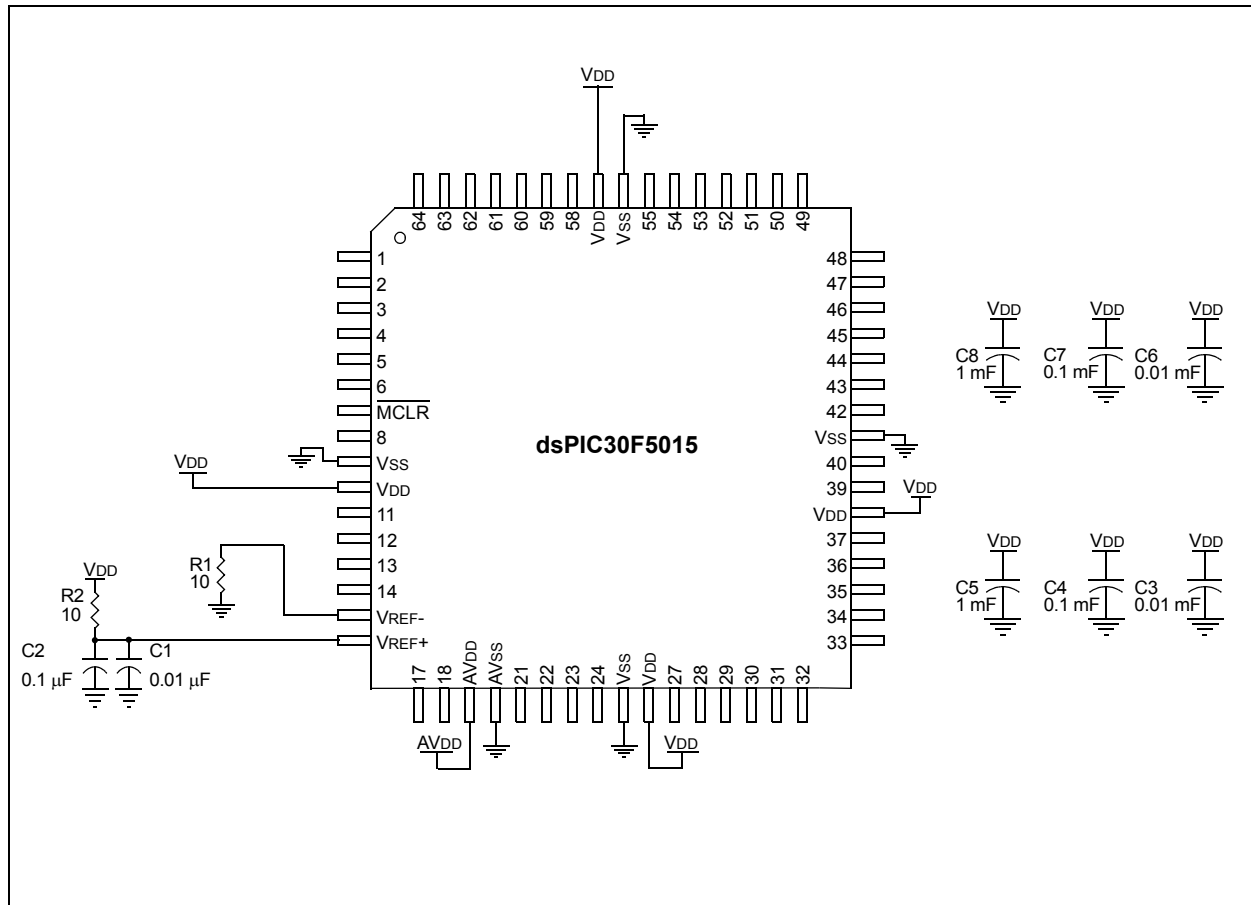 VDD
64
63
62
61
60
59
58
VDD
VSS
55
54
53
52
51
50
49
1
2
3
4
5
6
MCLR
8
VSS
VDD
11
12
13
14
VREF-
VREF+
48
47
46
45
44
43
42
VSS
40
39
VDD
37
36
35
34
33
dsPIC30F5015
17
18
AVDD
AVSS
21
22
23
24
VSS
VDD
27
28
29
30
31
32
VDD
VDD
R2
10
R1
10
C2
0.1 μF
C1
0.01 μF
AVDD
VDD
VDD
VDD
C8
1 mF
VDD
C7
0.1 mF
VDD
C6
0.01 mF
VDD
C5
1 mF
VDD
C4
0.1 mF
VDD
C3
0.01 mF